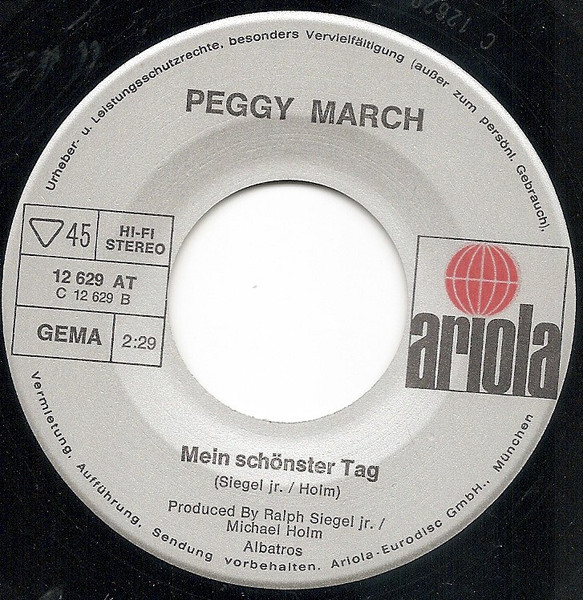 Urheber- u. Leistungsschutzrechte, besonders Vervielfältigung (außer zum persönl. Gebrauch),
PEGGY MARCH
45
HI-FI
STEREO
12 629 AT
C 12 629 B
GEMA
2:29
ariola
Mein schönster Tag
(Siegel jr. / Holm)
Produced By Ralph Siegel jr. /
Michael Holm
Albatros
Vermietung, Aufführung, Sendung vorbehalten. Ariola-Eurodisc GmbH., München